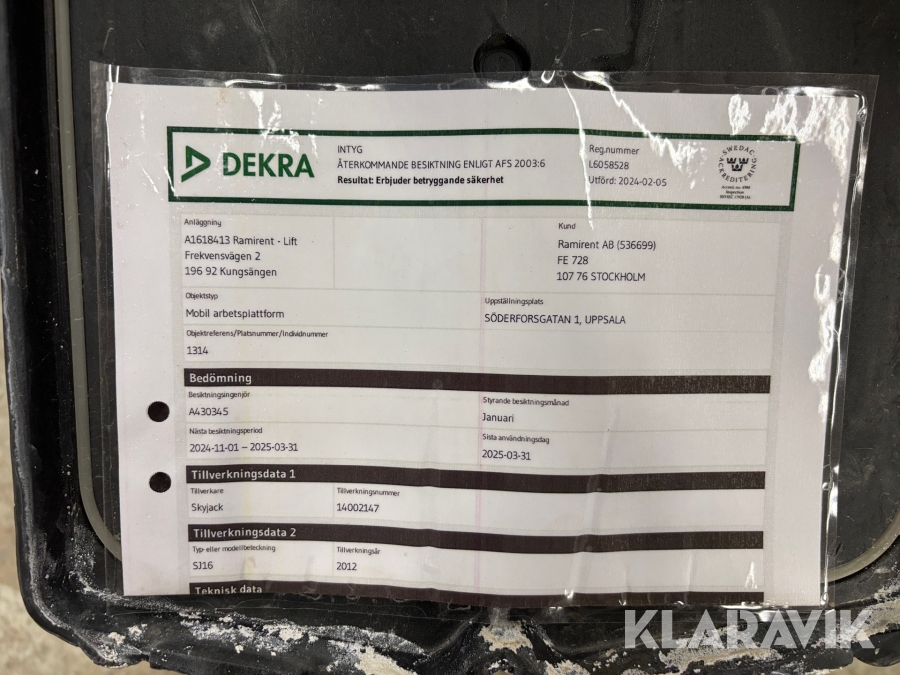 DEKRA
INTYG
ÅTERKOMMANDE BESIKTNING ENLIGT AFS 2003:6
Resultat: Erbjuder betryggande säkerhet
Reg.nummer
L6058528
Utförd: 2024-02-05
SWEDAC
ACKREDITERING
Anläggning
A1618413 Ramirent - Lift
Frekvensvägen 2
196 92 Kungsängen
Kund
Ramirent AB (536699)
FE 728
107 76 STOCKHOLM
Objektstyp
Mobil arbetsplattform
Uppställningsplats
SÖDERFORSGATAN 1, UPPSALA
Objektreferens/Platsnummer/Individnummer
1314
Bedömning
Besiktningsingenjör
A430345
Styrande besiktningsmånad
Januari
Nästa besiktningsperiod
2024-11-01 – 2025-03-31
Sista användningsdag
2025-03-31
Tillverkningsdata 1
Tillverkare
Skyjack
Tillverkningsnummer
14002147
Tillverkningsdata 2
Typ- eller modellbeteckning
SJ16
Tillverkningsår
2012
Teknisk data
KLARAVIK